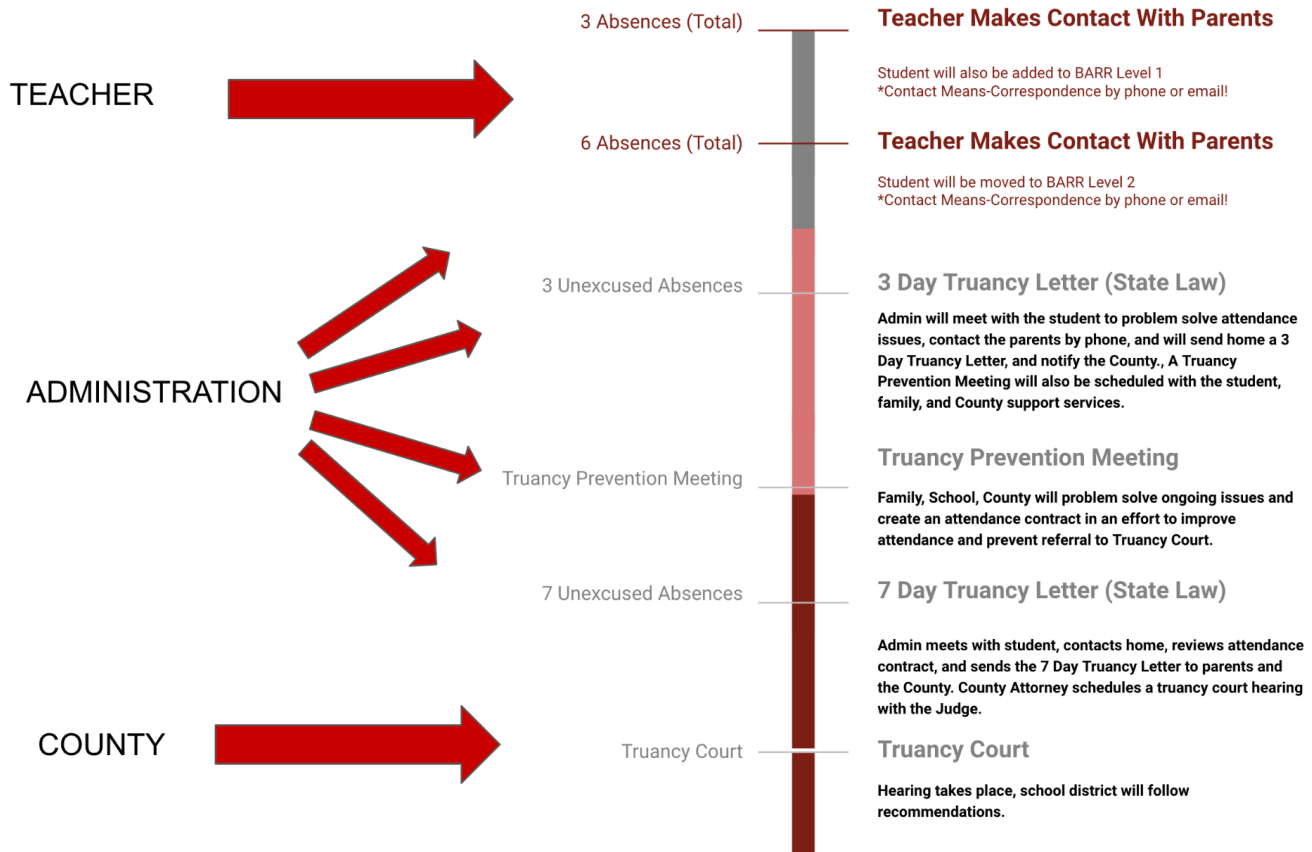 3 Absences (Total)
Teacher Makes Contact With Parents
Student will also be added to BARR Level 1
*Contact Means-Correspondence by phone or email!
TEACHER
6 Absences (Total)
Teacher Makes Contact With Parents
Student will be moved to BARR Level 2
*Contact Means-Correspondence by phone or email!
3 Unexcused Absences
3 Day Truancy Letter (State Law)
Admin will meet with the student to problem solve attendance
issues, contact the parents by phone, and will send home a 3
Day Truancy Letter, and notify the County., A Truancy
Prevention Meeting will also be scheduled with the student,
family, and County support services.
ADMINISTRATION
Truancy Prevention Meeting
Truancy Prevention Meeting
Family, School, County will problem solve ongoing issues and
create an attendance contract in an effort to improve
attendance and prevent referral to Truancy Court.
7 Unexcused Absences
7 Day Truancy Letter (State Law)
Admin meets with student, contacts home, reviews attendance
contract, and sends the 7 Day Truancy Letter to parents and
the County. County Attorney schedules a truancy court hearing
with the Judge.
COUNTY
Truancy Court
Truancy Court
Hearing takes place, school district will follow
recommendations.